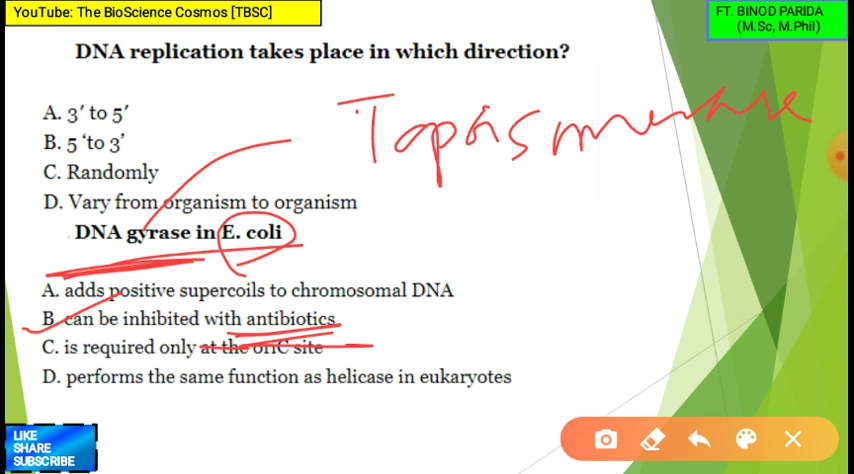 YouTube: The BioScience Cosmos [TBSC]
FT. BINOD PARIDA
(M.Sc, M.Phil)
DNA replication takes place in which direction?
A. 3′ to 5′
B. 5 ‘to 3’
C. Randomly
D. Vary from organism to organism
DNA gyrase in E. coli
A. adds positive supercoils to chromosomal DNA
B. can be inhibited with antibiotics
C. is required only at the oriC site
D. performs the same function as helicase in eukaryotes
LIKE
SHARE
SUBSCRIBE